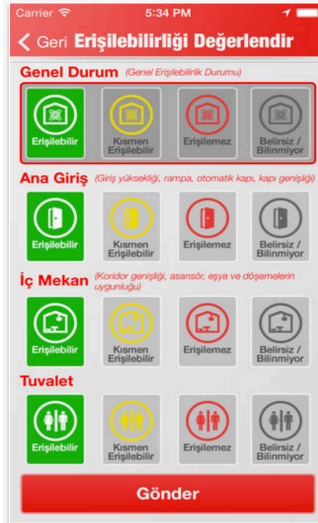 Carrier 5:34 PM
Geri Erişilebilirliği Değerlendir
Genel Durum (Genel Erişilebilirlik Durumu)
Erişilebilir Kısmen Erişilebilir Erişilemez Belirsiz / Bilinmiyor
Ana Giriş (Giriş yüksekliği, rampa, otomatik kapı, kapı genişliği)
Erişilebilir Kısmen Erişilebilir Erişilemez Belirsiz / Bilinmiyor
İç Mekan (Koridor genişliği, asansör, eşya ve döşemelerin uygunluğu)
Erişilebilir Kısmen Erişilebilir Erişilemez Belirsiz / Bilinmiyor
Tuvalet
Erişilebilir Kısmen Erişilebilir Erişilemez Belirsiz / Bilinmiyor
Gönder